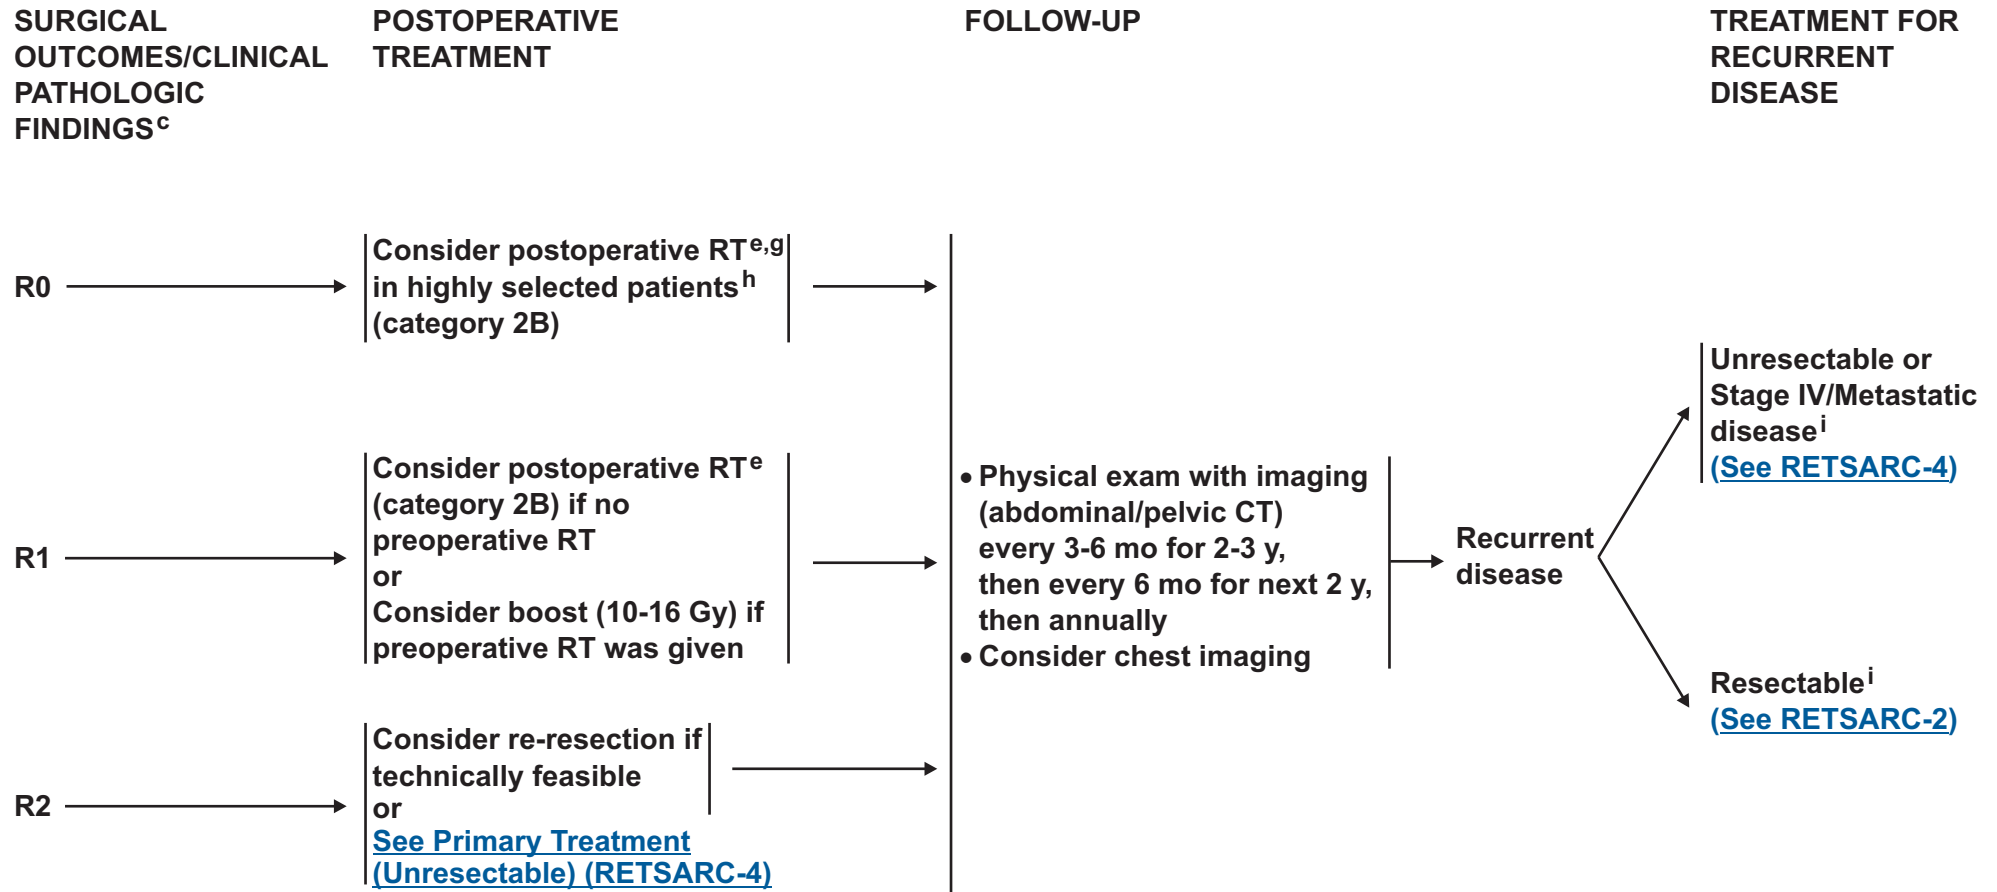 SURGICAL
OUTCOMES/CLINICAL
PATHOLOGIC
FINDINGSc
POSTOPERATIVE
TREATMENT
FOLLOW-UP
TREATMENT FOR
RECURRENT
DISEASE
R0
Consider postoperative RTe,g
in highly selected patientsh
(category 2B)
R1
Consider postoperative RTe
(category 2B) if no
preoperative RT
or
Consider boost (10-16 Gy) if
preoperative RT was given
R2
Consider re-resection if
technically feasible
or
See Primary Treatment
(Unresectable) (RETSARC-4)
• Physical exam with imaging
(abdominal/pelvic CT)
every 3-6 mo for 2-3 y,
then every 6 mo for next 2 y,
then annually
• Consider chest imaging
Recurrent
disease
Unresectable or
Stage IV/Metastatic
diseasei
(See RETSARC-4)
Resectablei
(See RETSARC-2)